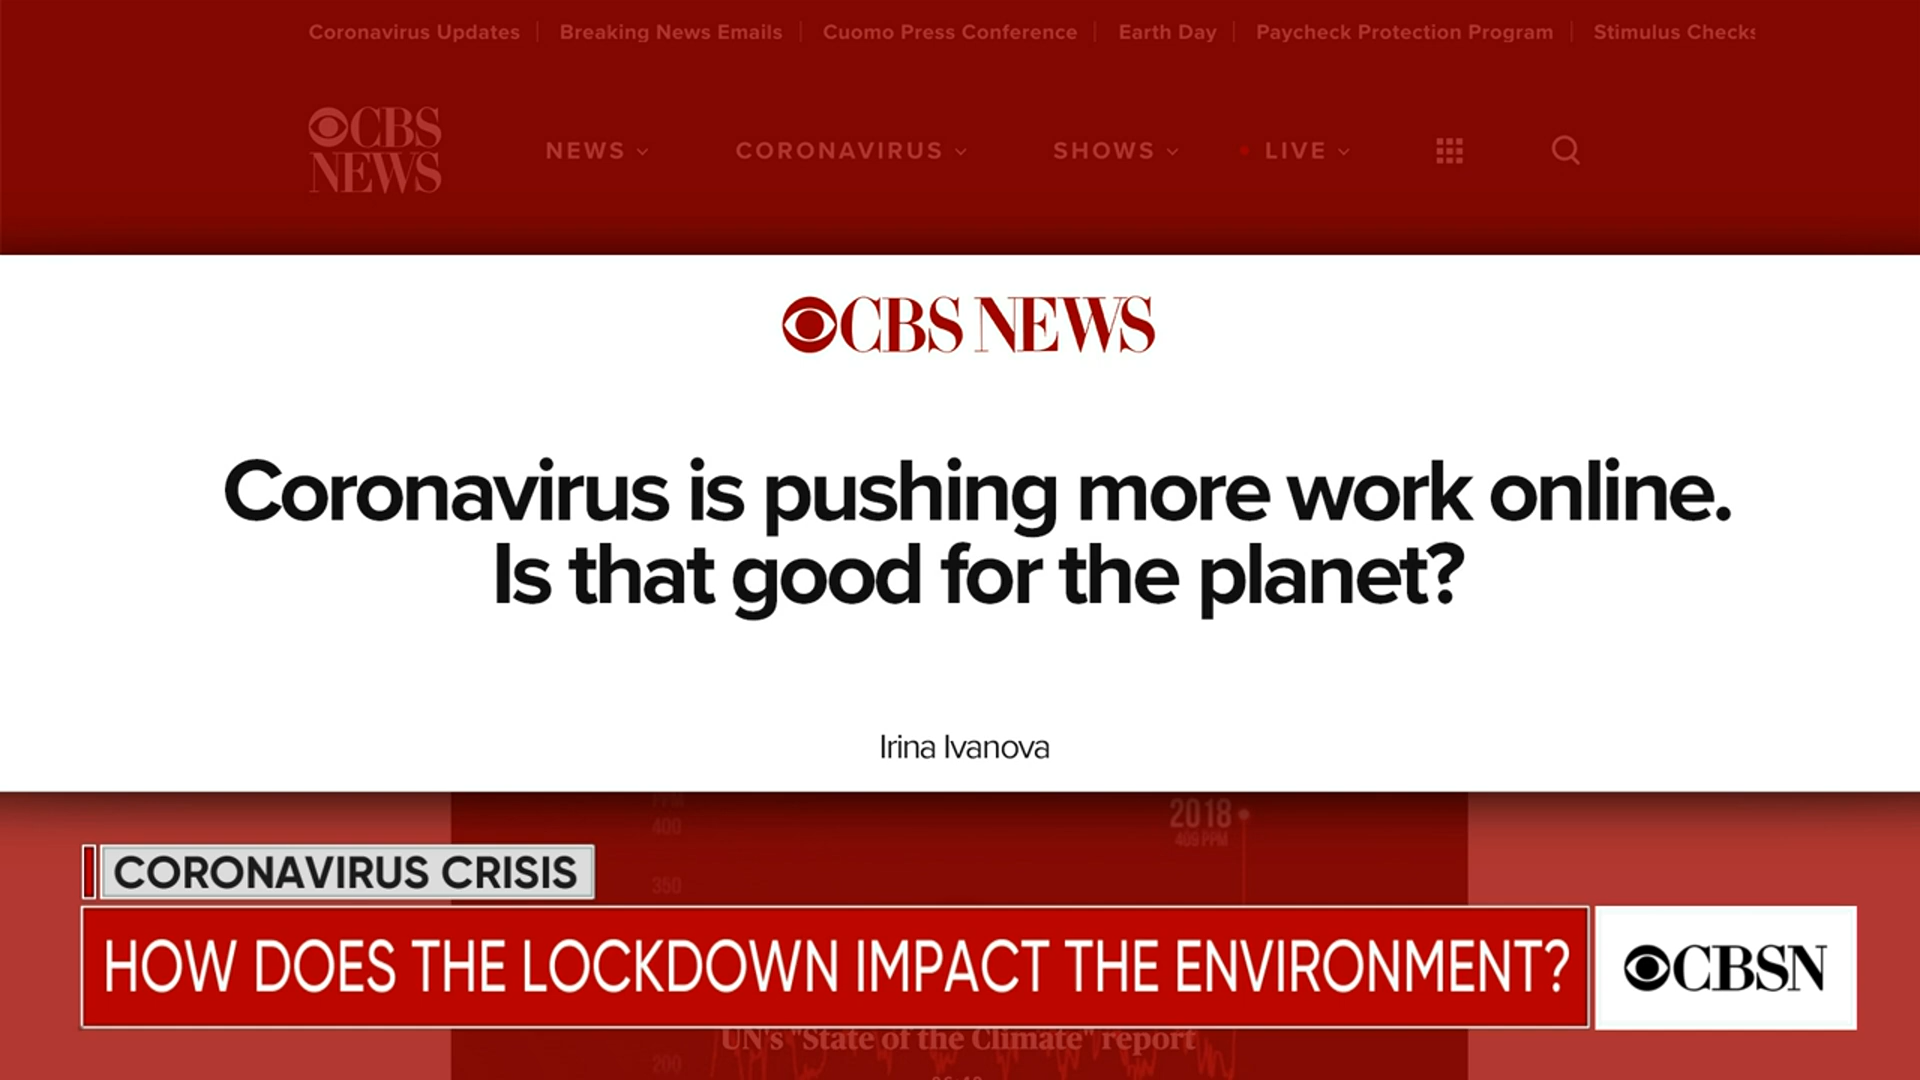 Coronavirus Updates Breaking News Emails Cuomo Press Conference Earth Day Paycheck Protection Program Stimulus Checks
CBS
NEWS
NEWS CORONAVIRUS SHOWS LIVE
CBS NEWS
Coronavirus is pushing more work online.
Is that good for the planet?
Irina Ivanova
PPM
400
2018
409 PPM
350
CORONAVIRUS CRISIS
HOW DOES THE LOCKDOWN IMPACT THE ENVIRONMENT?
CBSN
UN's "State of the Climate" report
200